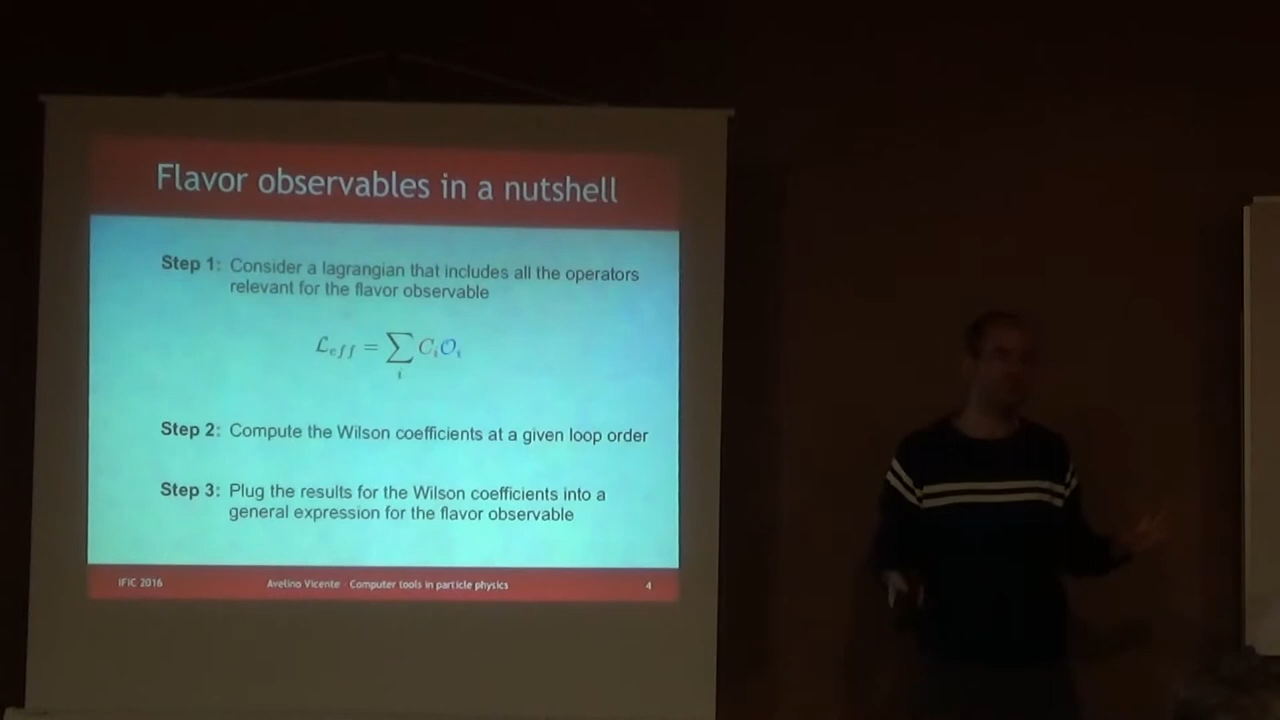 Flavor observables in a nutshell
Step 1: Consider a lagrangian that includes all the operators
relevant for the flavor observable
ℒ_eff = ∑_i C_i 𝒪_i
Step 2: Compute the Wilson coefficients at a given loop order
Step 3: Plug the results for the Wilson coefficients into a
general expression for the flavor observable
IFIC 2016 Avelino Vicente - Computer tools in particle physics 4